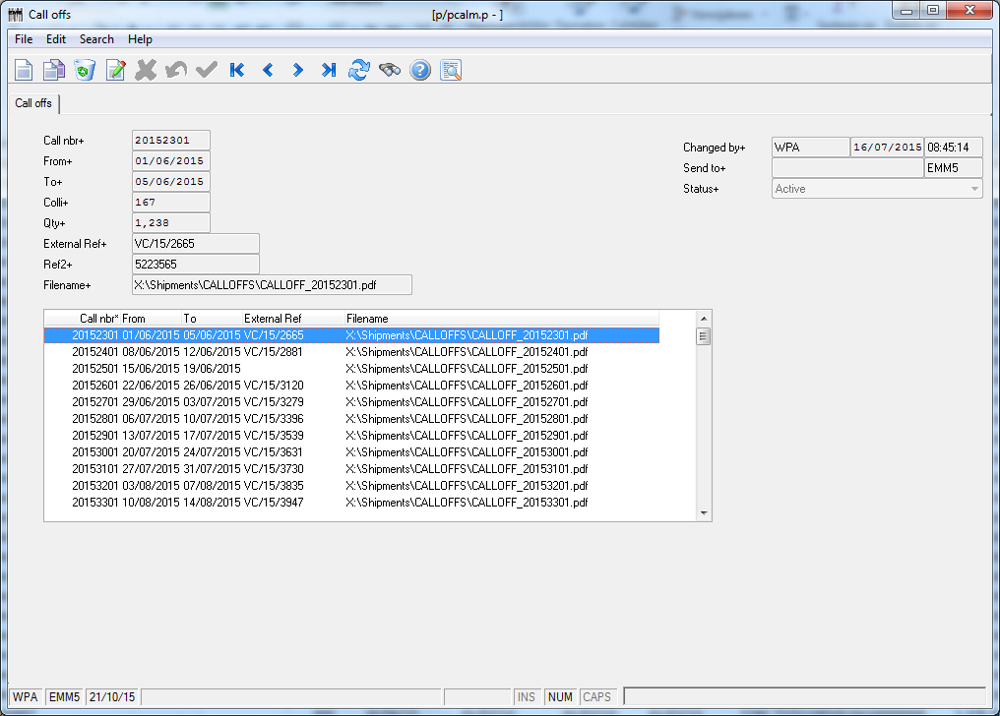 Call offs [p/pcalm.p - ]
File Edit Search Help
Call offs
Call nbr+ 20152301
From+ 01/06/2015
To+ 05/06/2015
Colli+ 167
Qty+ 1,238
External Ref+ VC/15/2665
Ref2+ 5223565
Filename+ X:\Shipments\CALLOFFS\CALLOFF_20152301.pdf
Changed by+ WPA 16/07/2015 08:45:14
Send to+ EMM5
Status+ Active
Call nbr* From To External Ref Filename
20152301 01/06/2015 05/06/2015 VC/15/2665 X:\Shipments\CALLOFFS\CALLOFF_20152301.pdf
20152401 08/06/2015 12/06/2015 VC/15/2881 X:\Shipments\CALLOFFS\CALLOFF_20152401.pdf
20152501 15/06/2015 19/06/2015 X:\Shipments\CALLOFFS\CALLOFF_20152501.pdf
20152601 22/06/2015 26/06/2015 VC/15/3120 X:\Shipments\CALLOFFS\CALLOFF_20152601.pdf
20152701 29/06/2015 03/07/2015 VC/15/3279 X:\Shipments\CALLOFFS\CALLOFF_20152701.pdf
20152801 06/07/2015 10/07/2015 VC/15/3396 X:\Shipments\CALLOFFS\CALLOFF_20152801.pdf
20152901 13/07/2015 17/07/2015 VC/15/3539 X:\Shipments\CALLOFFS\CALLOFF_20152901.pdf
20153001 20/07/2015 24/07/2015 VC/15/3631 X:\Shipments\CALLOFFS\CALLOFF_20153001.pdf
20153101 27/07/2015 31/07/2015 VC/15/3730 X:\Shipments\CALLOFFS\CALLOFF_20153101.pdf
20153201 03/08/2015 07/08/2015 VC/15/3835 X:\Shipments\CALLOFFS\CALLOFF_20153201.pdf
20153301 10/08/2015 14/08/2015 VC/15/3947 X:\Shipments\CALLOFFS\CALLOFF_20153301.pdf
WPA EMM5 21/10/15 INS NUM CAPS